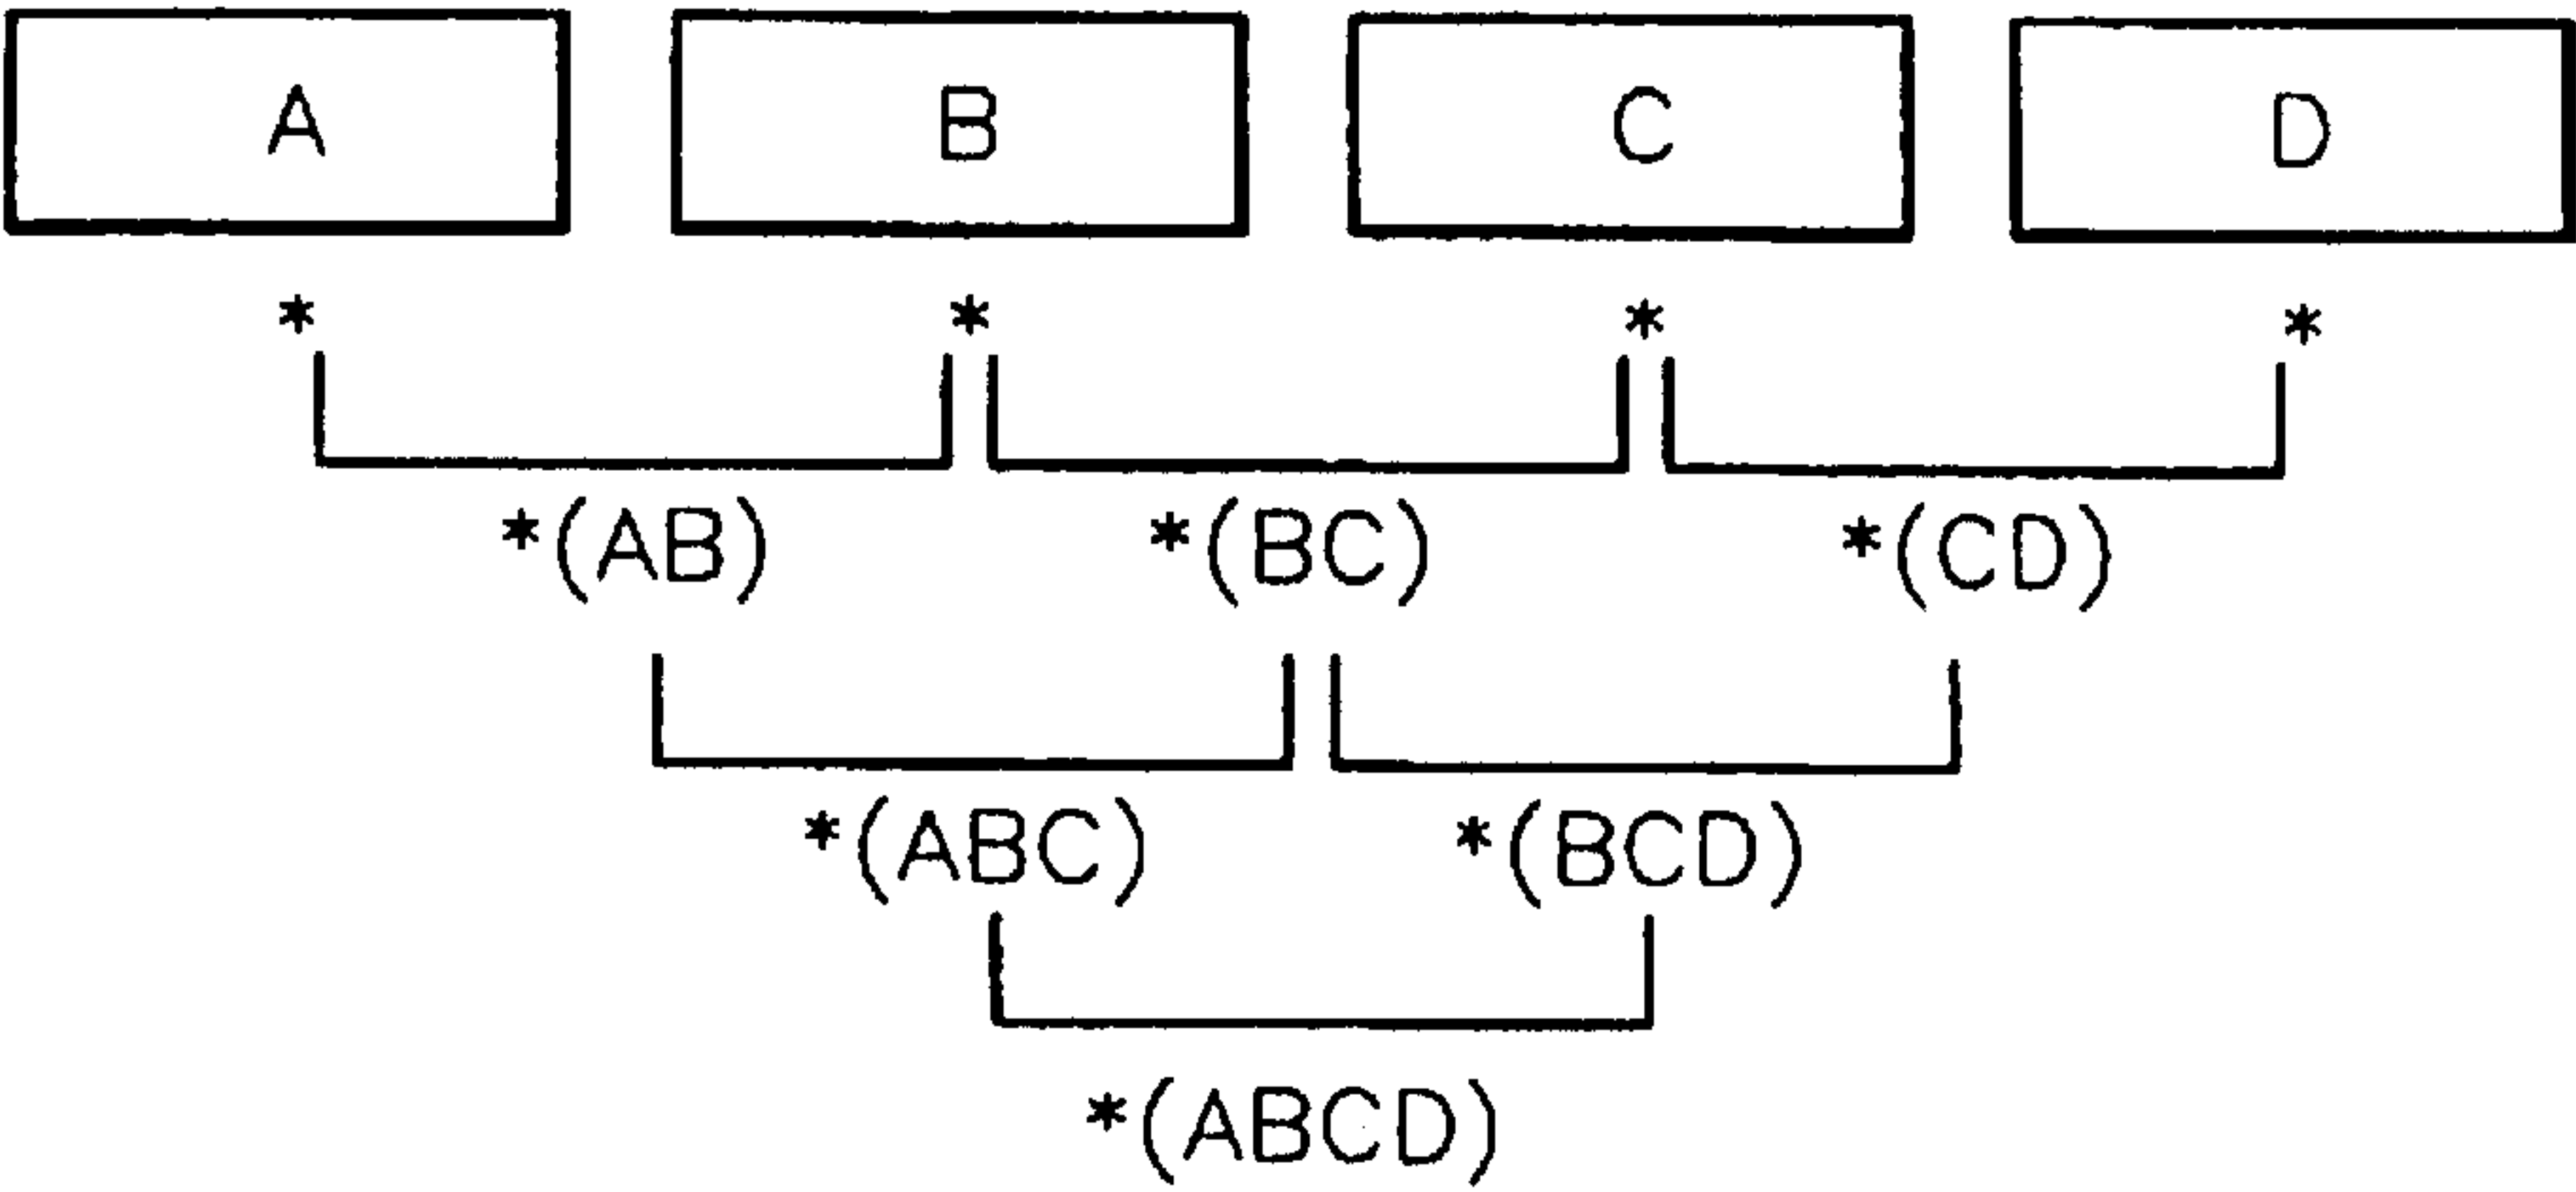 A B C D
* * * *
*(AB) *(BC) *(CD)
*(ABC) *(BCD)
*(ABCD)